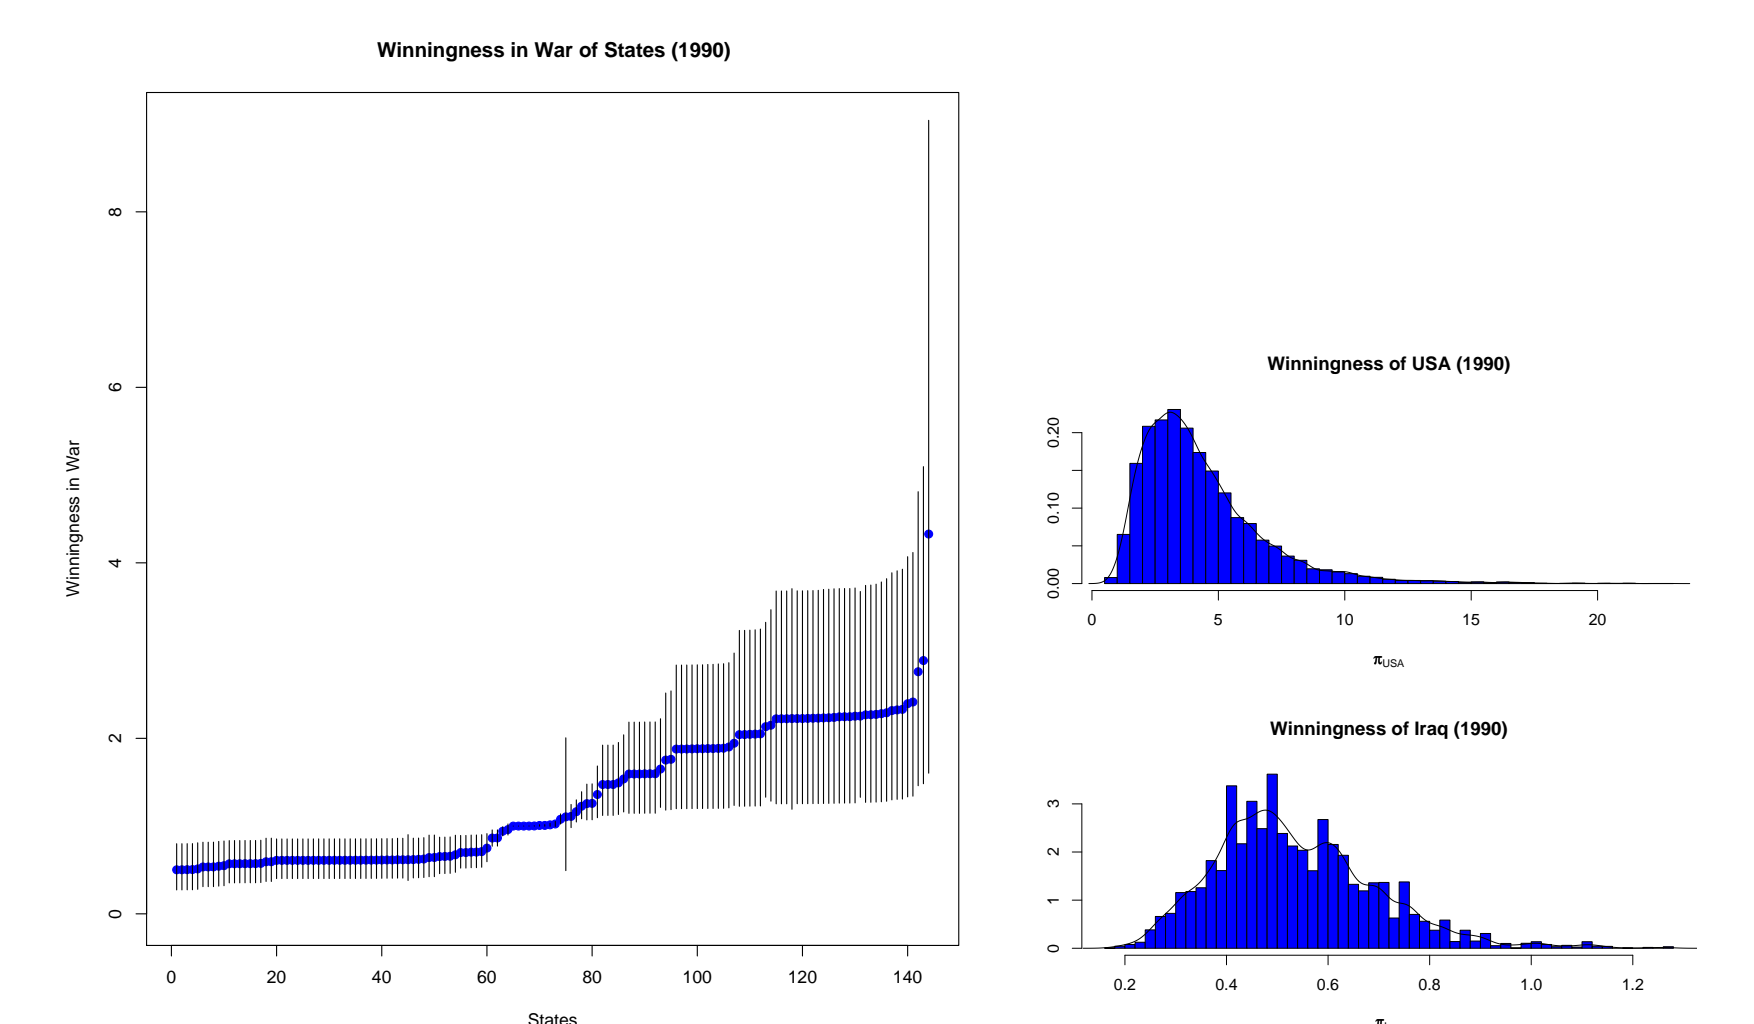 Winningness in War of States (1990)
Winningness in War
8
6
4
2
0
0 20 40 60 80 100 120 140
States
Winningness of USA (1990)
0.20
0.10
0.00
0 5 10 15 20
πUSA
Winningness of Iraq (1990)
3
2
1
0
0.2 0.4 0.6 0.8 1.0 1.2
π